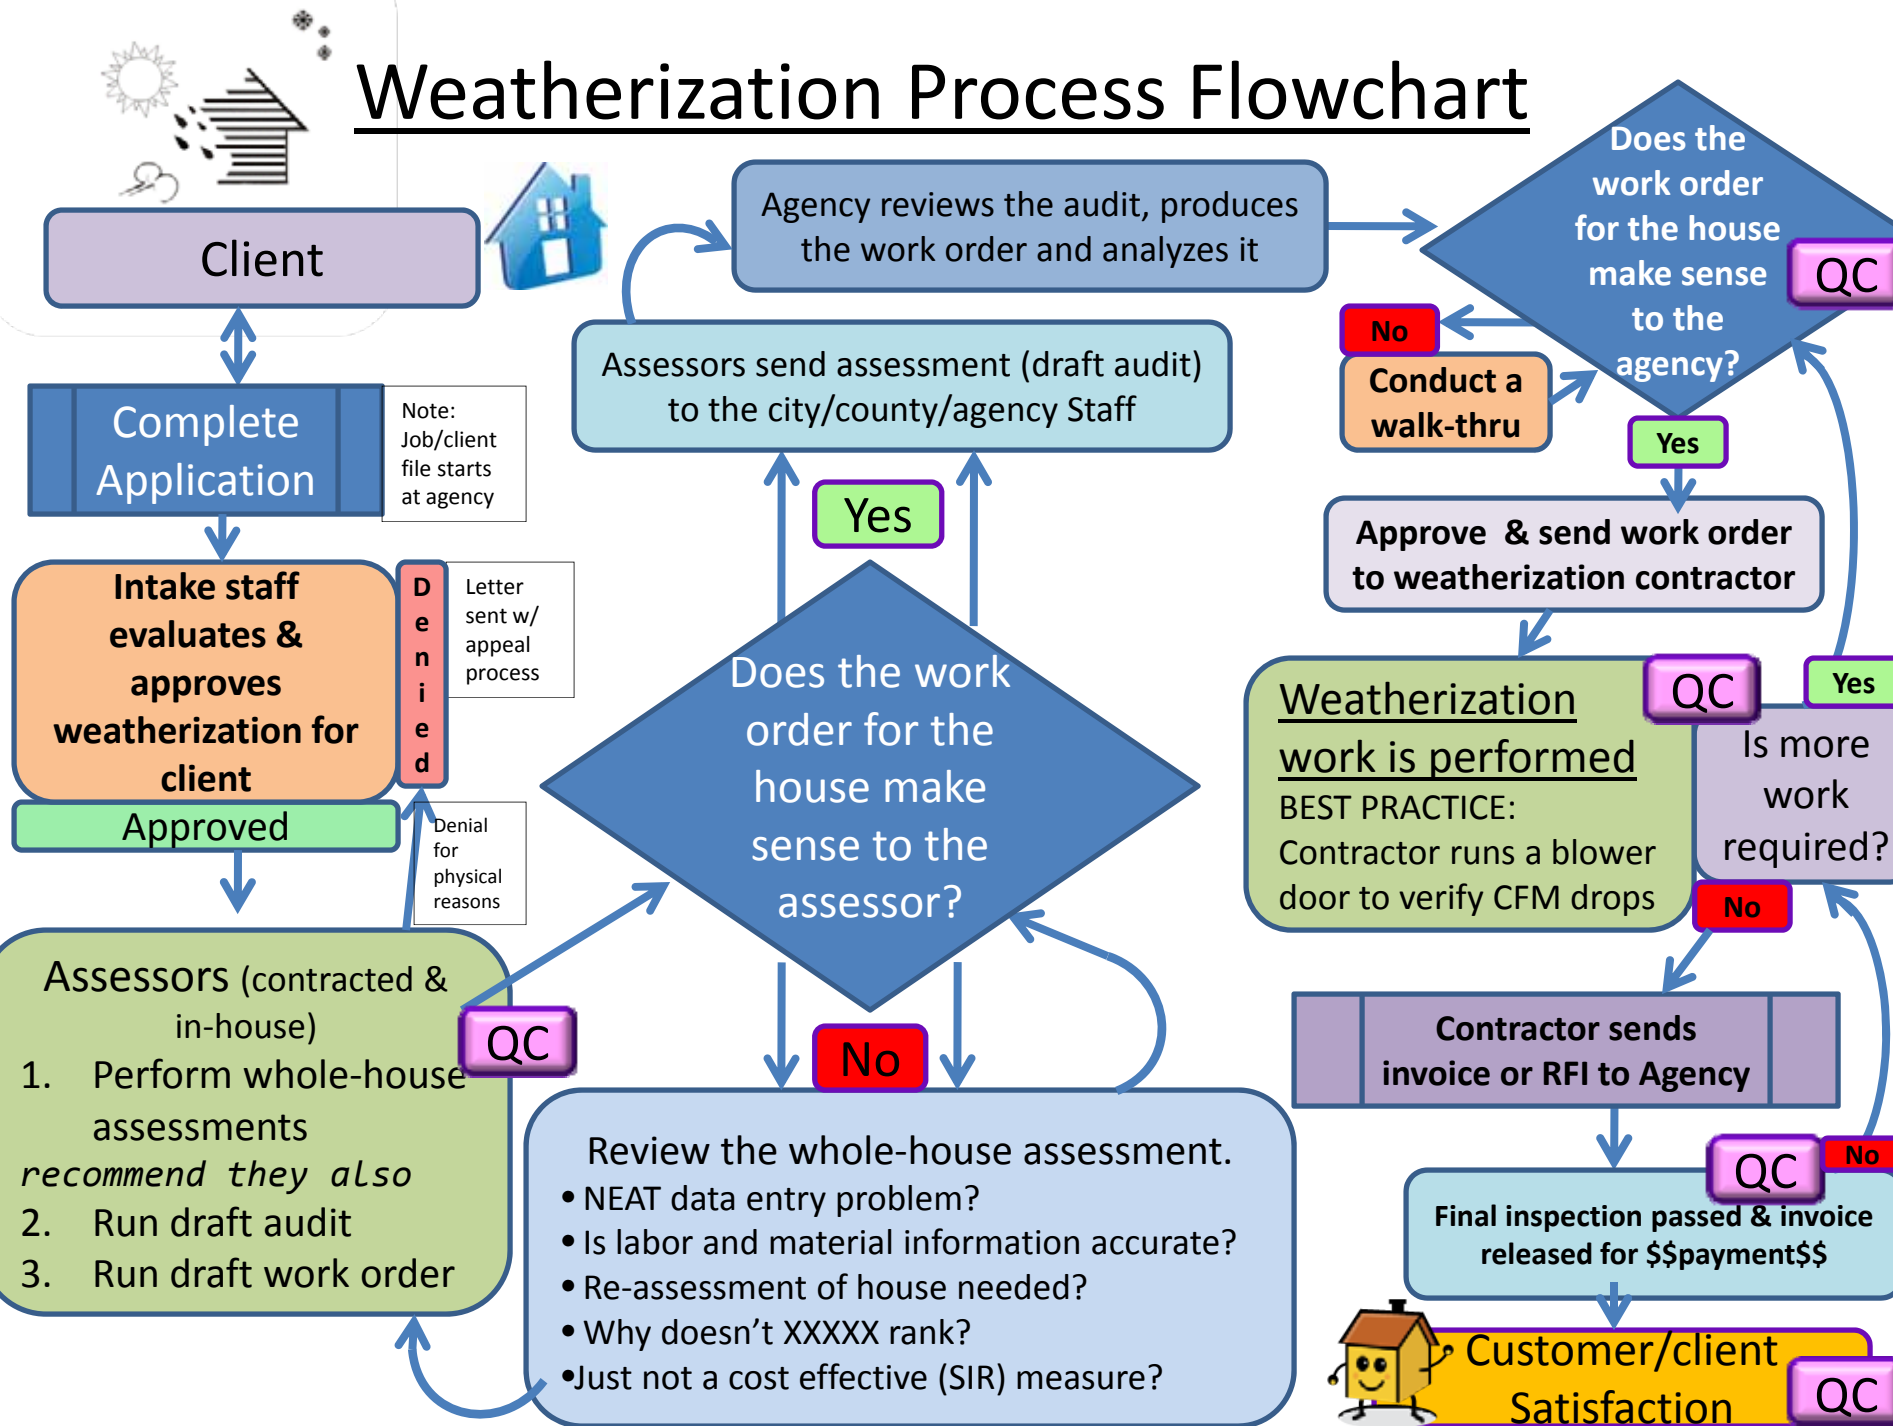 Weatherization Process Flowchart
Client
Complete
Application
Note:
Job/client
file starts
at agency
Intake staff
evaluates &
approves
weatherization for
client
D
e
n
i
e
d
Letter
sent w/
appeal
process
Approved
Denial
for
physical
reasons
Assessors (contracted &
in-house)
1. Perform whole-house
assessments
recommend they also
2. Run draft audit
3. Run draft work order
QC
Does the work
order for the
house make
sense to the
assessor?
No
Review the whole-house assessment.
• NEAT data entry problem?
• Is labor and material information accurate?
• Re-assessment of house needed?
• Why doesn't XXXXX rank?
•Just not a cost effective (SIR) measure?
Yes
Assessors send assessment (draft audit)
to the city/county/agency Staff
Agency reviews the audit, produces
the work order and analyzes it
Does the
work order
for the house
make sense
to the
agency?
QC
No
Conduct a
walk-thru
Yes
Approve & send work order
to weatherization contractor
Weatherization
work is performed
BEST PRACTICE:
Contractor runs a blower
door to verify CFM drops
QC
Yes
Is more
work
required?
No
Contractor sends
invoice or RFI to Agency
QC
No
Final inspection passed & invoice
released for $$payment$$
Customer/client
Satisfaction
QC